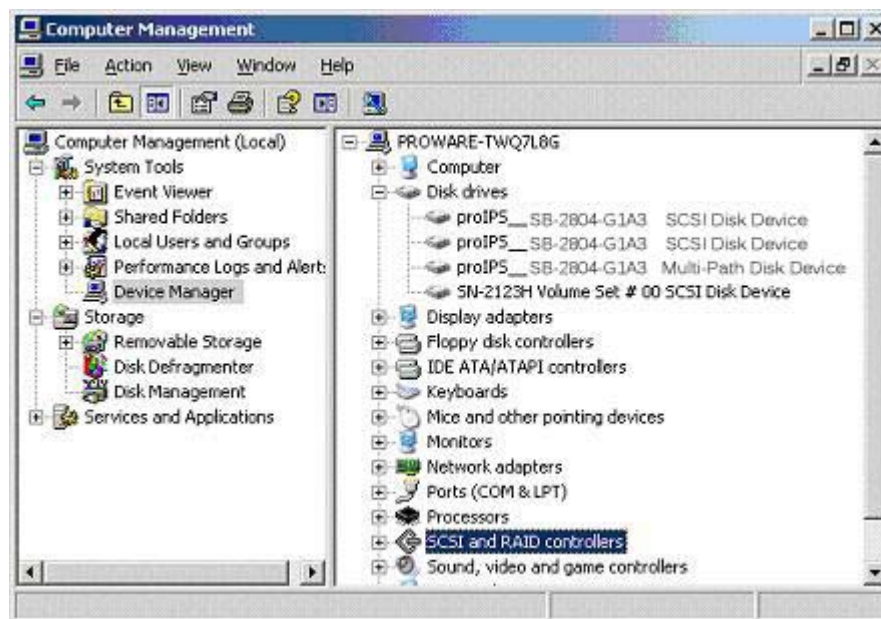 Computer Management
File Action View Window Help
Computer Management (Local)
System Tools
Event Viewer
Shared Folders
Local Users and Groups
Performance Logs and Alert:
Device Manager
Storage
Removable Storage
Disk Defragmenter
Disk Management
Services and Applications
PROWARE-TWQ7L8G
Computer
Disk drives
proIPS__SB-2804-G1A3 SCSI Disk Device
proIPS__SB-2804-G1A3 SCSI Disk Device
proIPS__SB-2804-G1A3 Multi-Path Disk Device
SN-2123H Volume Set # 00 SCSI Disk Device
Display adapters
Floppy disk controllers
IDE ATA/ATAPI controllers
Keyboards
Mice and other pointing devices
Monitors
Network adapters
Ports (COM & LPT)
Processors
SCSI and RAID controllers
Sound, video and game controllers